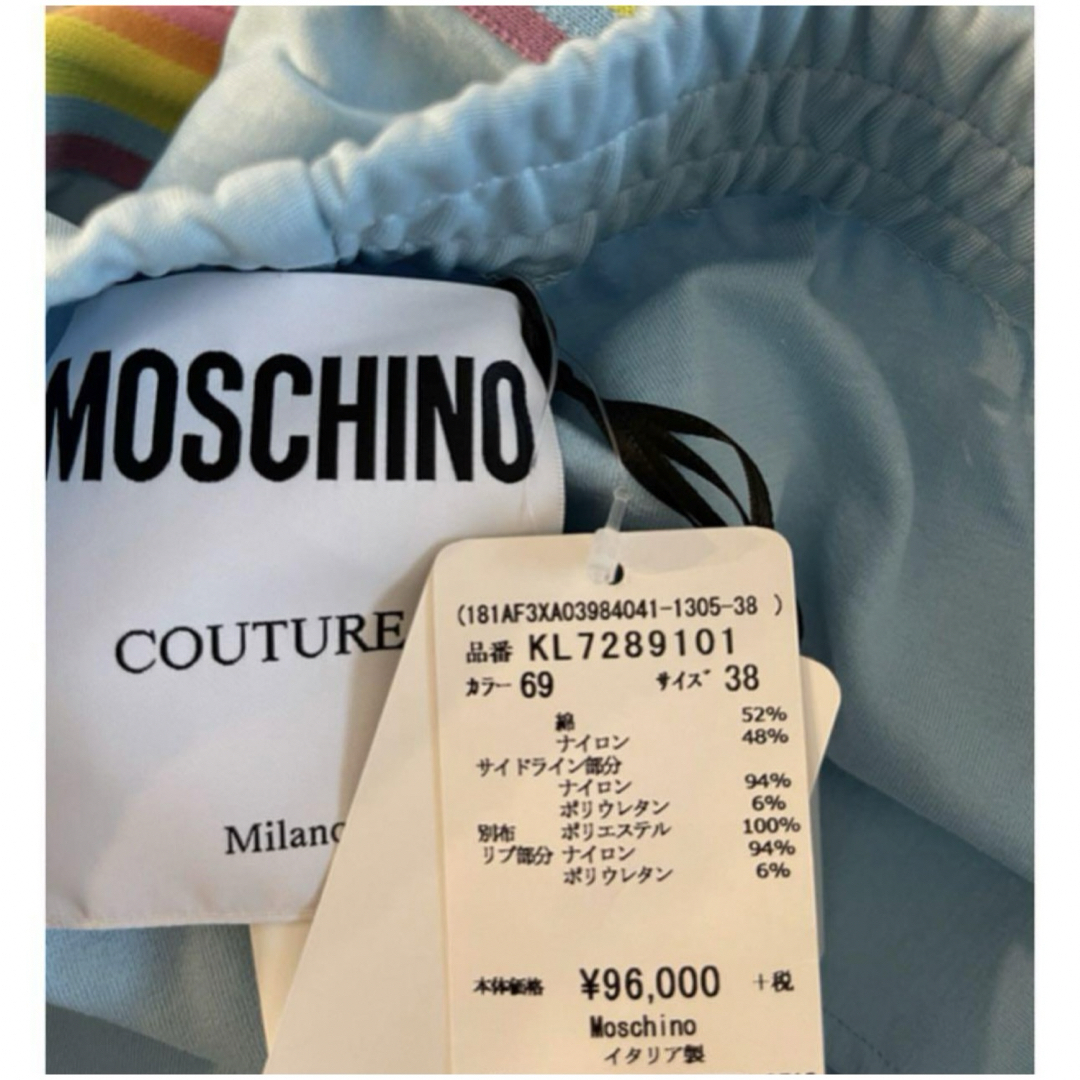 MOSCHINO
COUTURE
Milano
(181AF3XA03984041-1305-38 )
品番 KL7289101
カラー 69 サイズ 38
綿 52%
ナイロン 48%
サイドライン部分
ナイロン 94%
ポリウレタン 6%
別布 ポリエステル 100%
リブ部分 ナイロン 94%
ポリウレタン 6%
本体価格 ¥96,000 +税
Moschino
イタリア製